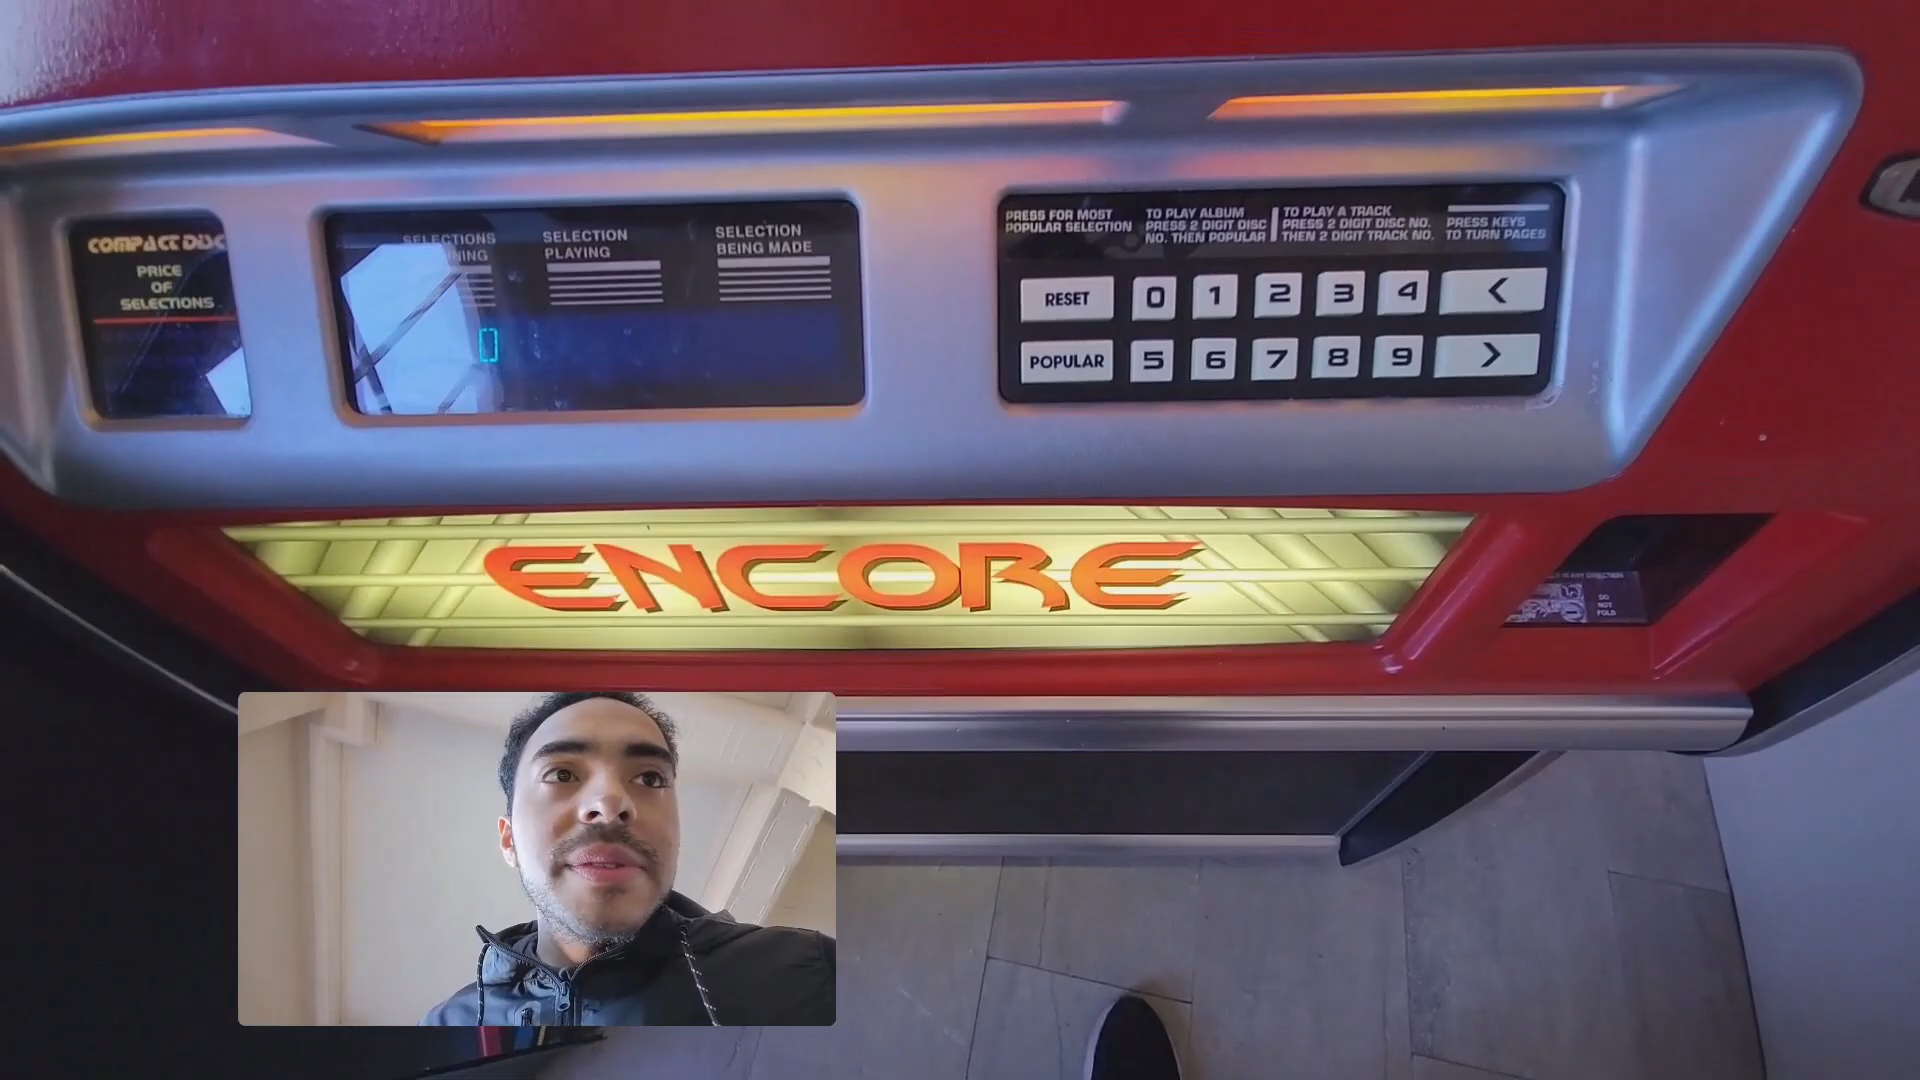 COMPACT DISC
PRICE
OF
SELECTIONS
SELECTIONS
SELECTION
PLAYING
SELECTION
BEING MADE
0
PRESS FOR MOST
POPULAR SELECTION
TO PLAY ALBUM
PRESS 2 DIGIT DISC
NO. THEN POPULAR
TO PLAY A TRACK
PRESS 2 DIGIT DISC NO.
THEN 2 DIGIT TRACK NO.
PRESS KEYS
TO TURN PAGES
RESET 0 1 2 3 4 <
POPULAR 5 6 7 8 9 >
ENCORE
DIRECTION
DO
NOT
FOLD